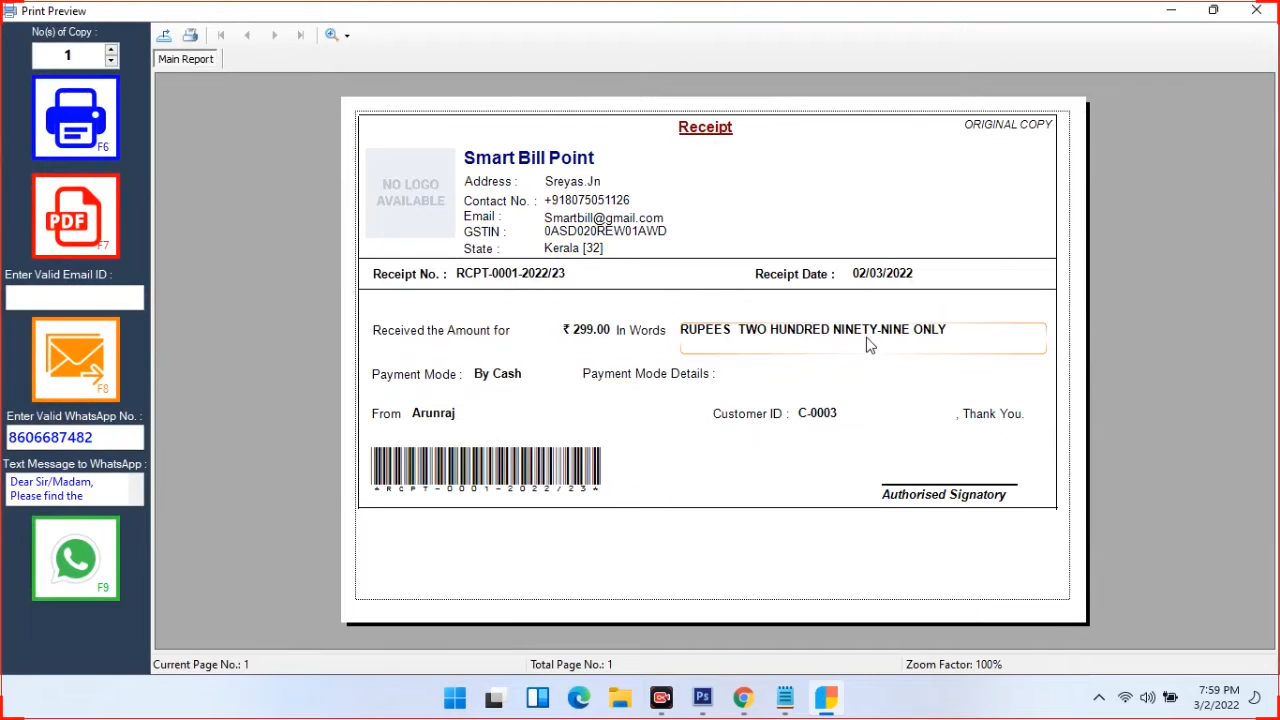 Print Preview
No(s) of Copy :
1
F6
PDF
F7
Enter Valid Email ID :
F8
Enter Valid WhatsApp No. :
8606687482
Text Message to WhatsApp :
Dear Sir/Madam,
Please find the
F9
Main Report
Receipt
ORIGINAL COPY
NO LOGO
AVAILABLE
Smart Bill Point
Address : Sreyas.Jn
Contact No. : +918075051126
Email : Smartbill@gmail.com
GSTIN : 0ASD020REW01AWD
State : Kerala [32]
Receipt No. : RCPT-0001-2022/23 Receipt Date : 02/03/2022
Received the Amount for ₹ 299.00 In Words RUPEES TWO HUNDRED NINETY-NINE ONLY
Payment Mode : By Cash Payment Mode Details :
From Arunraj Customer ID : C-0003 , Thank You.
*RCPT-0001-2022/23*
Authorised Signatory
Current Page No.: 1 Total Page No.: 1 Zoom Factor: 100%
Ps
7:59 PM
3/2/2022